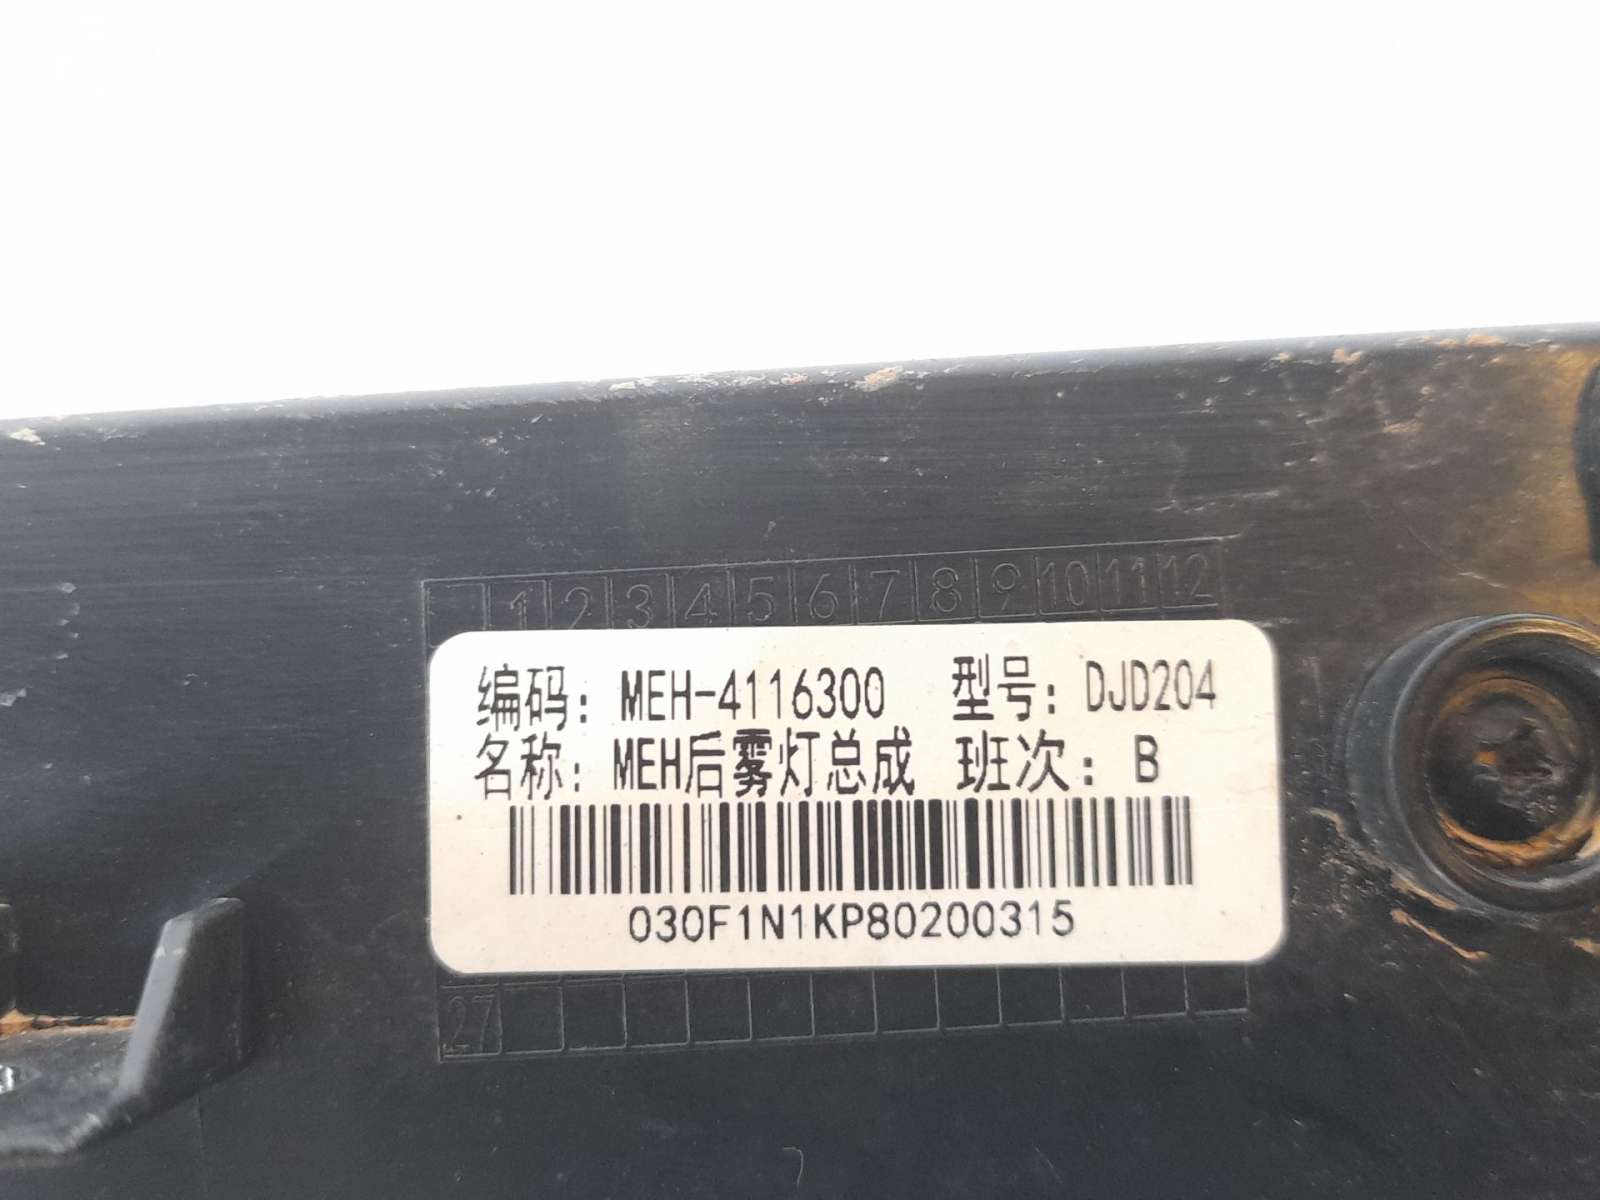 1 2 3 4 5 6 7 8 9 10 11 12
编码: MEH-4116300 型号: DJD204
名称: MEH后雾灯总成 班次: B
030F1N1KP80200315
27